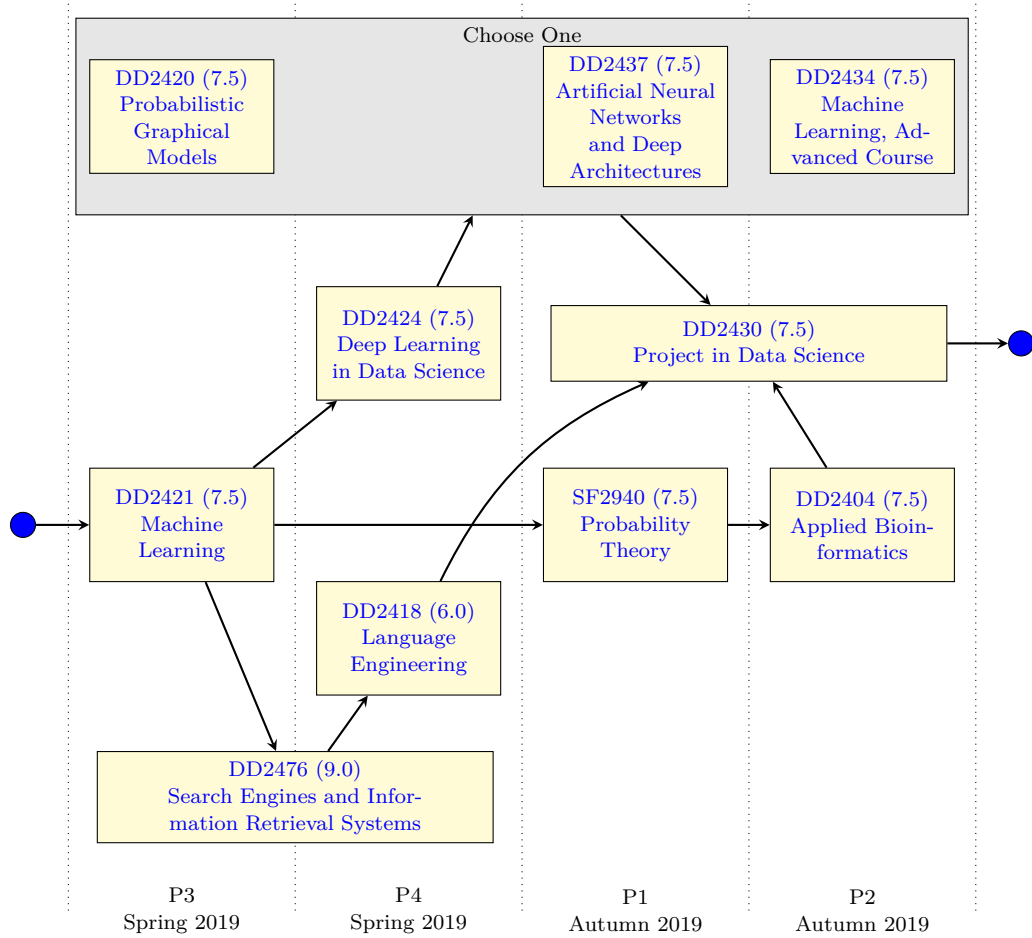 Choose One
DD2420 (7.5)
Probabilistic
Graphical
Models
DD2437 (7.5)
Artificial Neural
Networks
and Deep
Architectures
DD2434 (7.5)
Machine
Learning, Ad-
vanced Course
DD2424 (7.5)
Deep Learning
in Data Science
DD2430 (7.5)
Project in Data Science
DD2421 (7.5)
Machine
Learning
SF2940 (7.5)
Probability
Theory
DD2404 (7.5)
Applied Bioin-
formatics
DD2418 (6.0)
Language
Engineering
DD2476 (9.0)
Search Engines and Infor-
mation Retrieval Systems
P3
Spring 2019
P4
Spring 2019
P1
Autumn 2019
P2
Autumn 2019